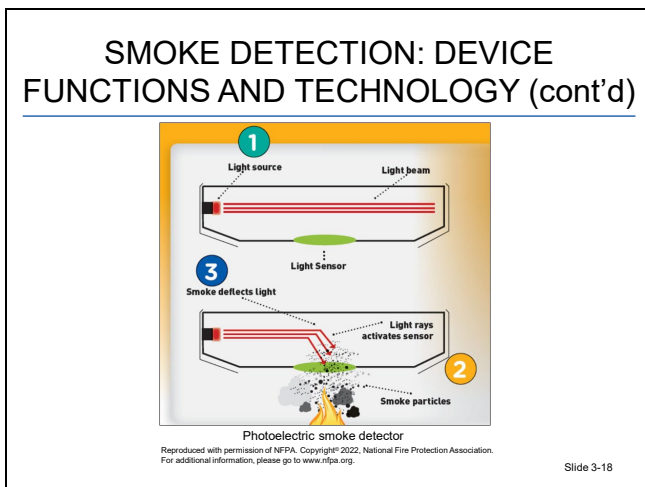 SMOKE DETECTION: DEVICE
FUNCTIONS AND TECHNOLOGY (cont’d)
1
Light source
Light beam
Light Sensor
3
Smoke deflects light
Light rays
activates sensor
2
Smoke particles
Photoelectric smoke detector
Reproduced with permission of NFPA. Copyright® 2022, National Fire Protection Association.
For additional information, please go to www.nfpa.org.
Slide 3-18